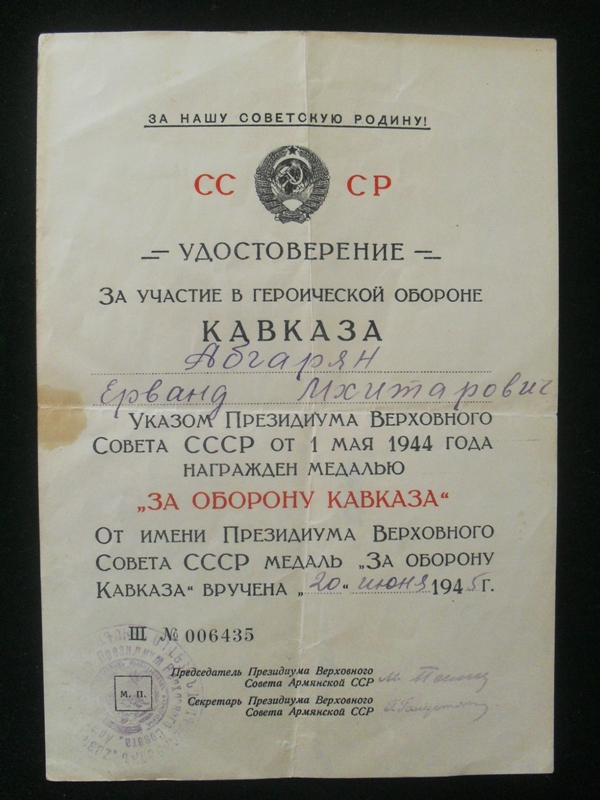 ЗА НАШУ СОВЕТСКУЮ РОДИНУ!
СС СР
УДОСТОВЕРЕНИЕ
ЗА УЧАСТИЕ В ГЕРОИЧЕСКОЙ ОБОРОНЕ
КАВКАЗА
Абгарян
Ерванд Мхитарович
УКАЗОМ ПРЕЗИДИУМА ВЕРХОВНОГО
СОВЕТА СССР ОТ 1 МАЯ 1944 ГОДА
НАГРАЖДЕН МЕДАЛЬЮ
„ЗА ОБОРОНУ КАВКАЗА“
ОТ ИМЕНИ ПРЕЗИДИУМА ВЕРХОВНОГО
СОВЕТА СССР МЕДАЛЬ „ЗА ОБОРОНУ
КАВКАЗА“ ВРУЧЕНА „20“ июня 1945 Г.
III № 006435
Председатель Президиума Верховного
Совета Армянской ССР
М. П.
Секретарь Президиума Верховного
Совета Армянской ССР